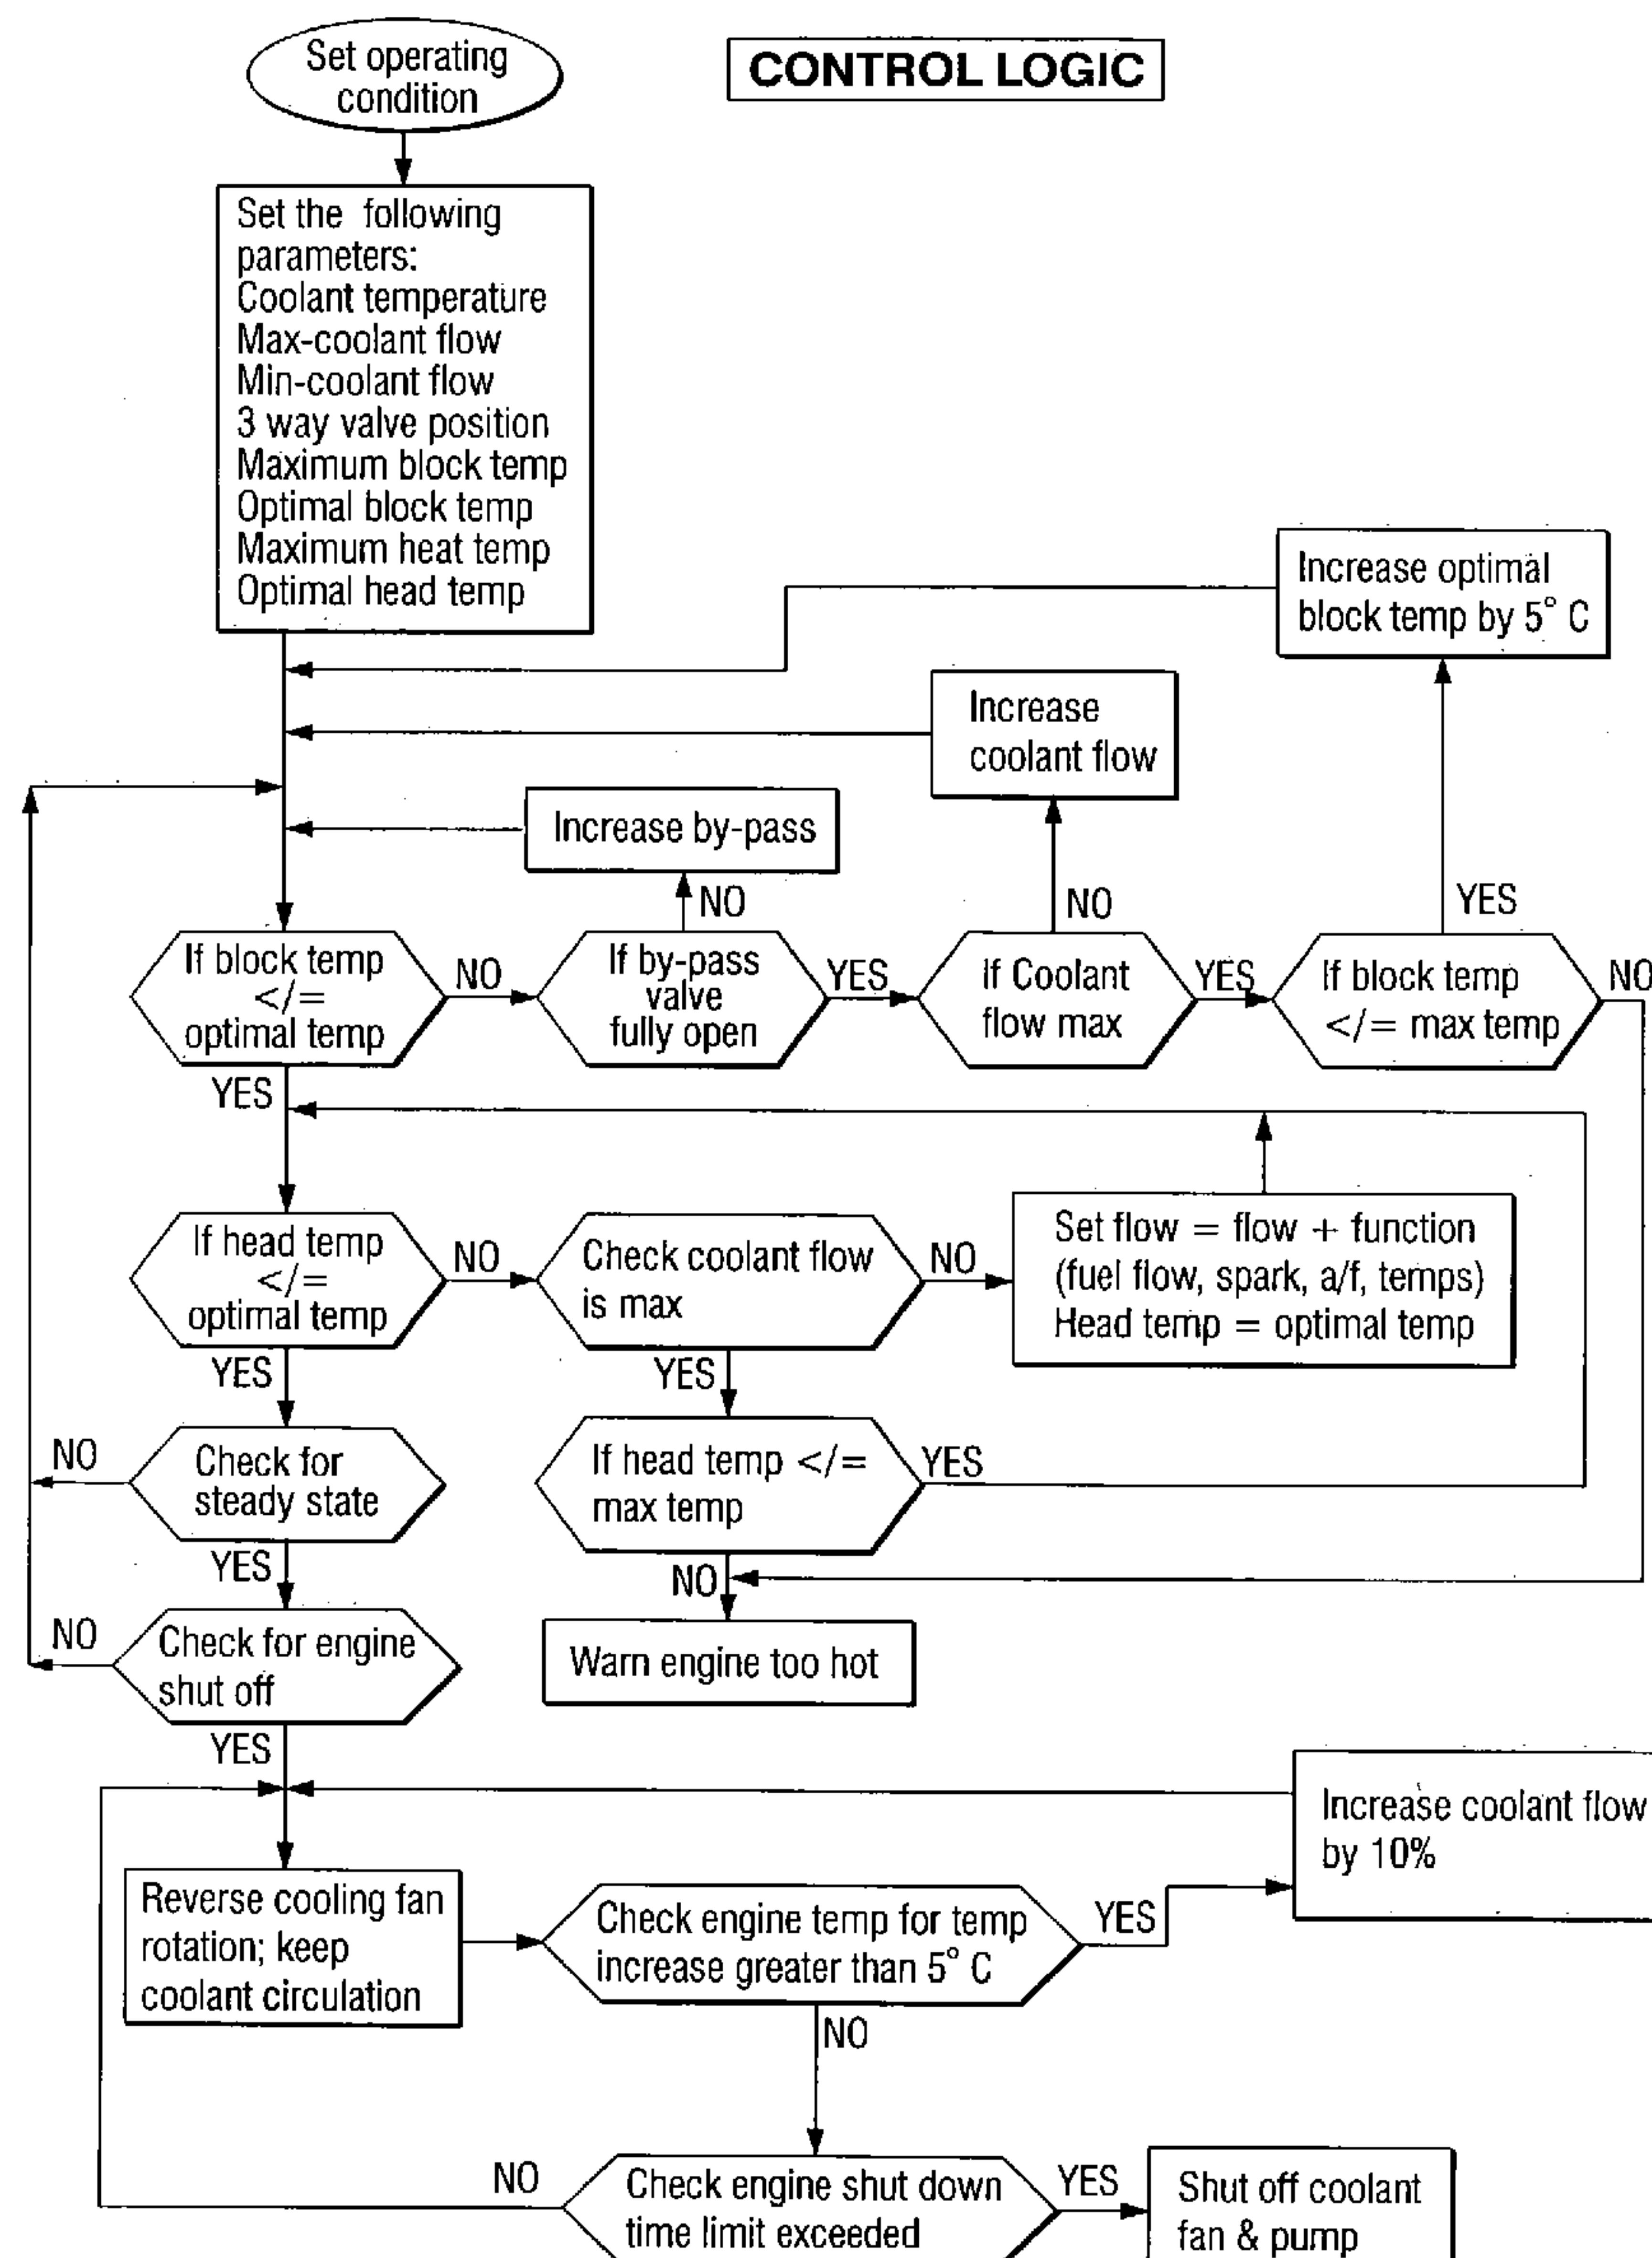 Set operating
condition
CONTROL LOGIC
Set the following
parameters:
Coolant temperature
Max-coolant flow
Min-coolant flow
3 way valve position
Maximum block temp
Optimal block temp
Maximum heat temp
Optimal head temp
Increase optimal
block temp by 5° C
Increase
coolant flow
Increase by-pass
NO
NO
YES
If block temp
</=
optimal temp
NO
If by-pass
valve
fully open
YES
if Coolant
flow max
YES
If block temp
</= max temp
NO
YES
If head temp
</=
optimal temp
NO
Check coolant flow
is max
NO
Set flow = flow + function
(fuel flow, spark, a/f, temps)
Head temp = optimal temp
YES
YES
NO
Check for
steady state
If head temp </=
max temp
YES
YES
NO
NO
Check for engine
shut off
Warn engine too hot
YES
Increase coolant flow
by 10%
Reverse cooling fan
rotation; keep
coolant circulation
Check engine temp for temp
increase greater than 5° C
YES
NO
NO
Check engine shut down
time limit exceeded
YES
Shut off coolant
fan & pump